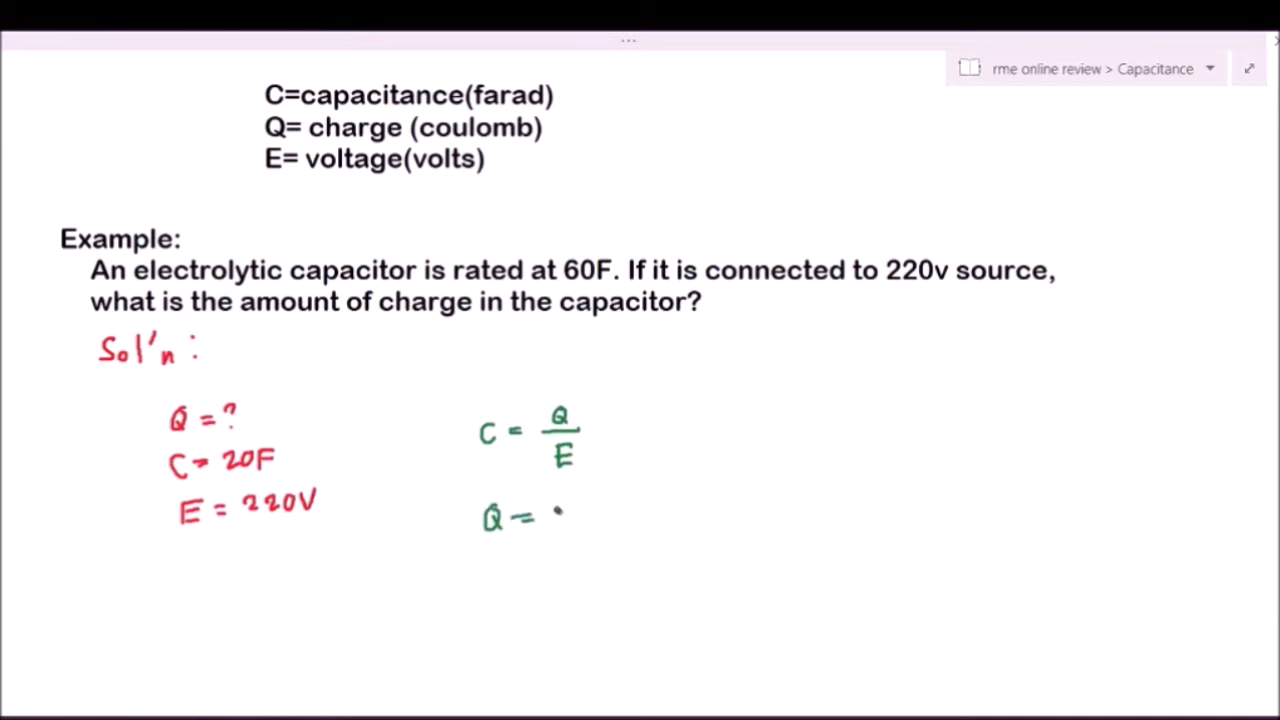 rme online review > Capacitance
C=capacitance(farad)
Q= charge (coulomb)
E= voltage(volts)
Example:
An electrolytic capacitor is rated at 60F. If it is connected to 220v source,
what is the amount of charge in the capacitor?
Sol'n :
Q = ?
C = 20F
E = 220V
C = Q
E
Q =